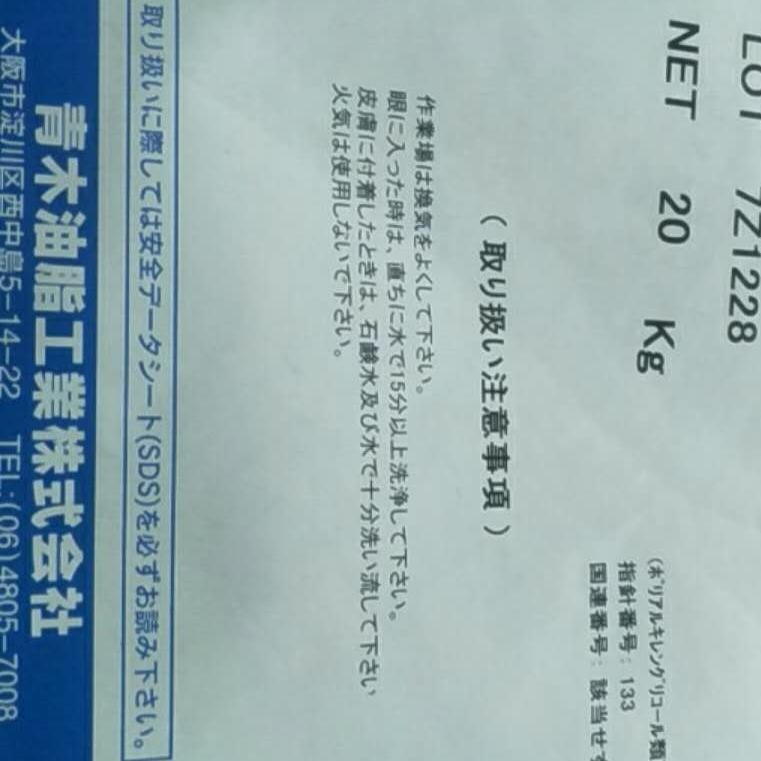 LOT 7Z1228
NET 20 Kg
(ポリアルキレングリコール類
指針番号：133
国連番号：該当せず
（取り扱い注意事項）
作業場は換気をよくして下さい。
眼に入った時は、直ちに水で15分以上洗浄して下さい。
皮膚に付着したときは、石鹸水及び水で十分洗い流して下さい
火気は使用しないで下さい。
取り扱いに際しては安全データシート(SDS)を必ずお読み下さい。
青木油脂工業株式会社
大阪市淀川区西中島5-14-22 TEL:(06)4805-7008